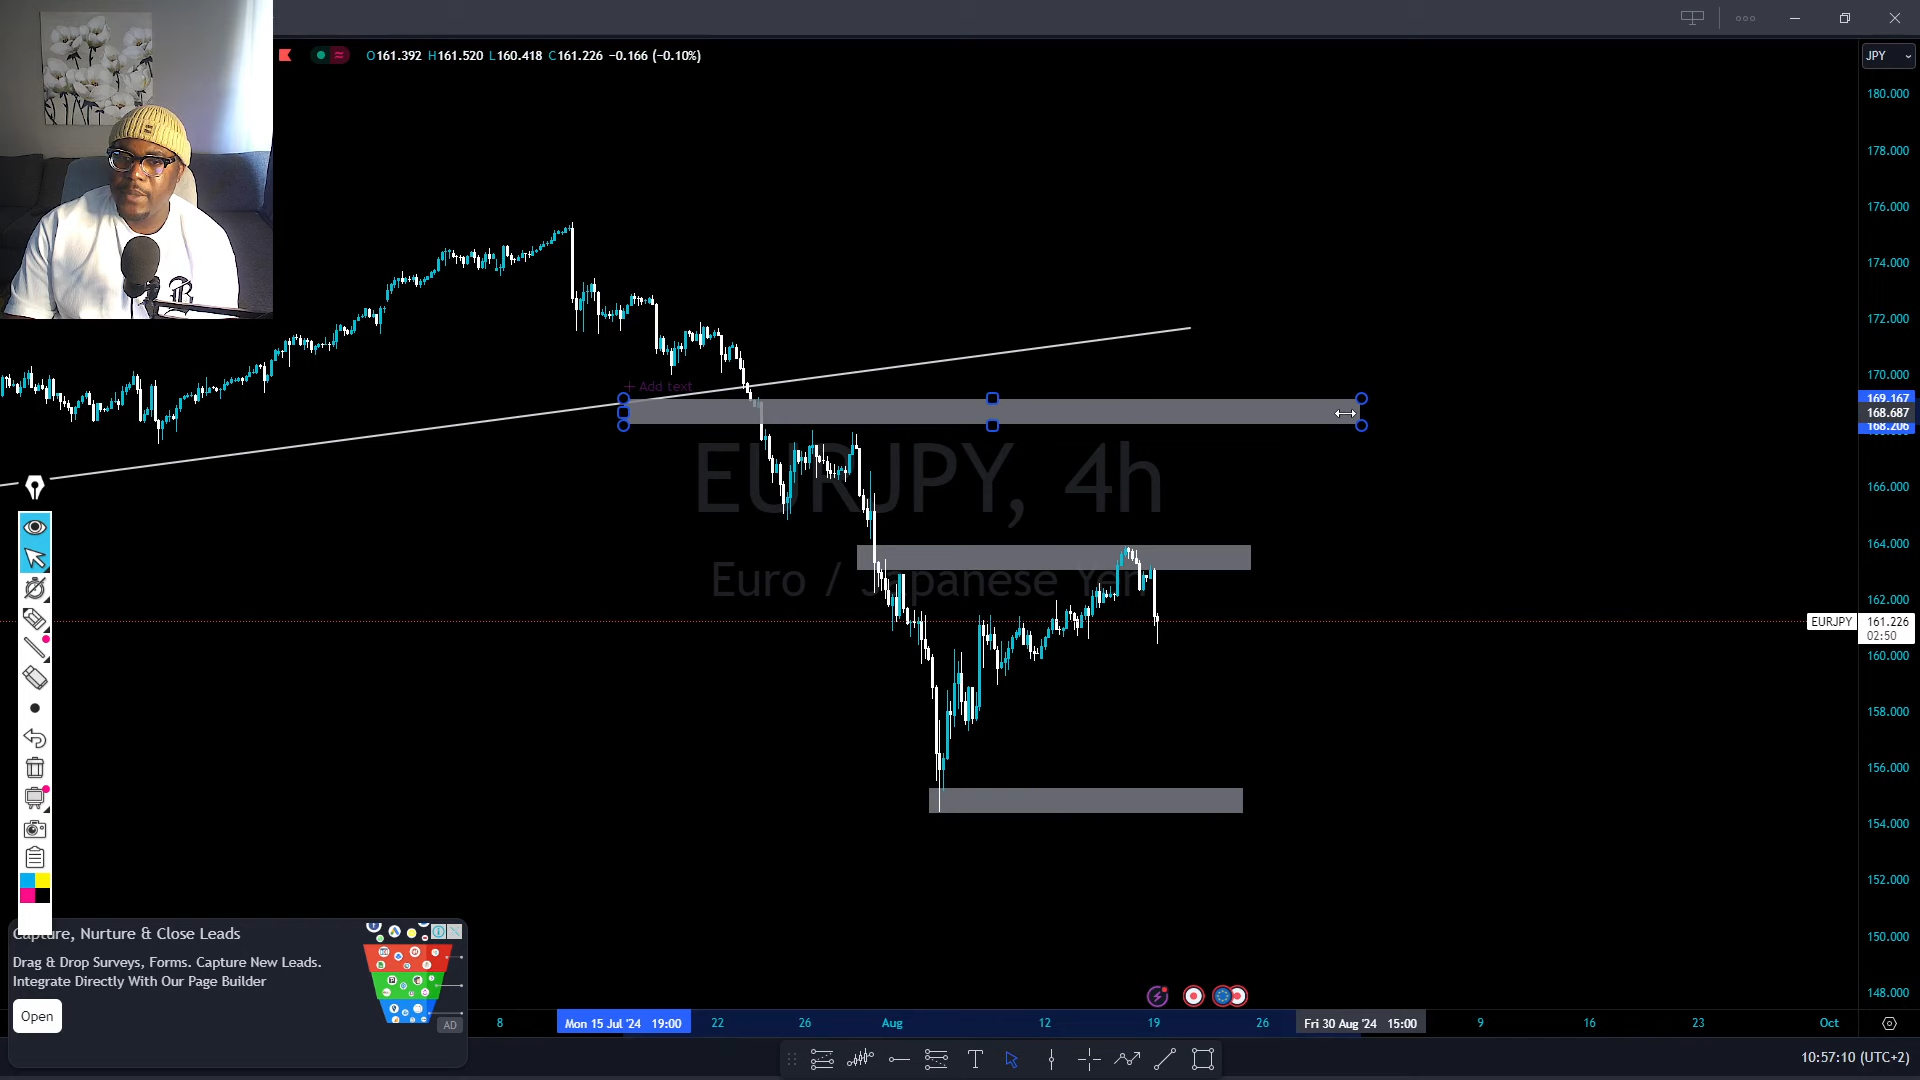 O161.392 H161.520 L160.418 C161.226 −0.166 (−0.10%)
JPY
180.000
178.000
176.000
174.000
172.000
170.000
169.167
168.687
168.206
166.000
164.000
162.000
EURJPY 161.226
02:50
160.000
158.000
156.000
154.000
152.000
150.000
148.000
+ Add text
EURJPY, 4h
Euro / Japanese Yen
Capture, Nurture & Close Leads
Drag & Drop Surveys, Forms. Capture New Leads.
Integrate Directly With Our Page Builder
Open
AD
8 Mon 15 Jul '24 19:00 22 26 Aug 12 19 26 Fri 30 Aug '24 15:00 9 16 23 Oct
10:57:10 (UTC+2)